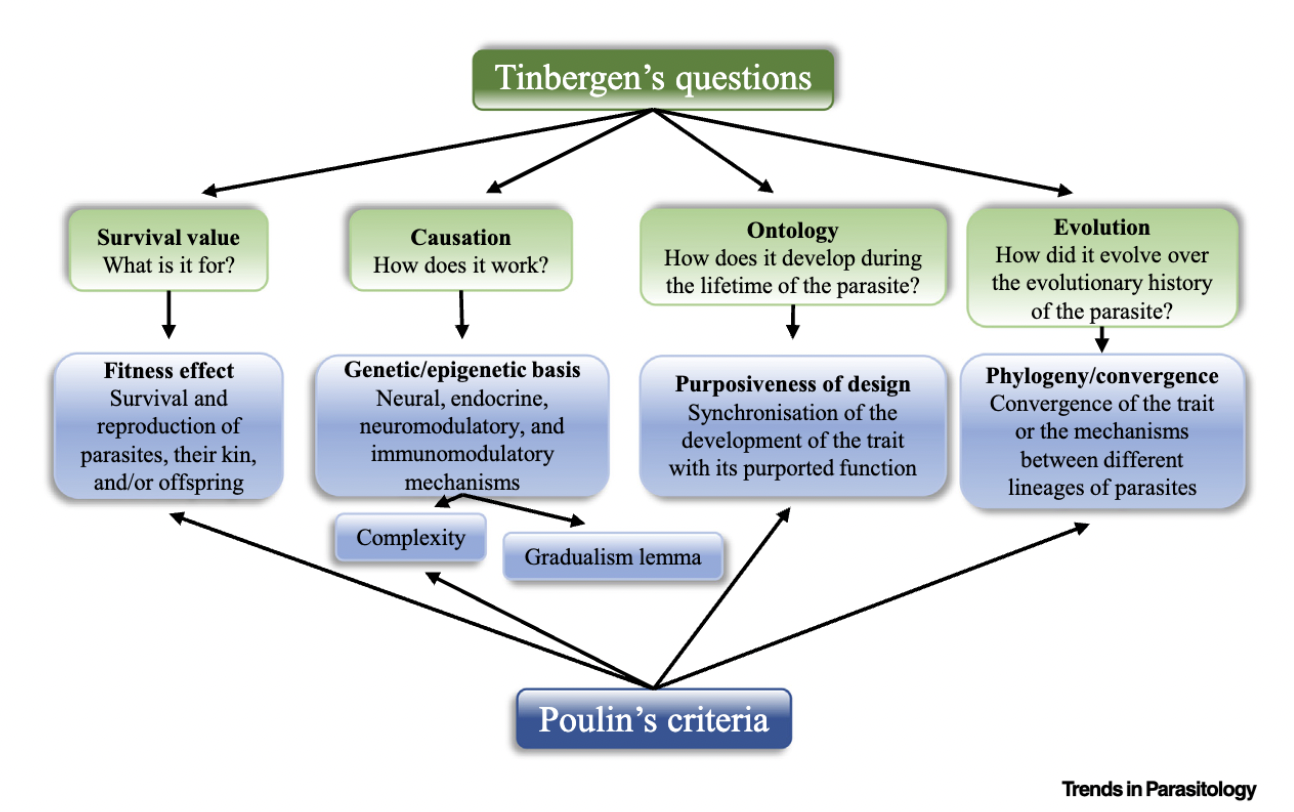 Tinbergen's questions
Survival value
What is it for?
Causation
How does it work?
Ontology
How does it develop during
the lifetime of the parasite?
Evolution
How did it evolve over
the evolutionary history
of the parasite?
Fitness effect
Survival and
reproduction of
parasites, their kin,
and/or offspring
Genetic/epigenetic basis
Neural, endocrine,
neuromodulatory, and
immunomodulatory
mechanisms
Purposiveness of design
Synchronisation of the
development of the trait
with its purported function
Phylogeny/convergence
Convergence of the trait
or the mechanisms
between different
lineages of parasites
Complexity
Gradualism lemma
Poulin's criteria
Trends in Parasitology